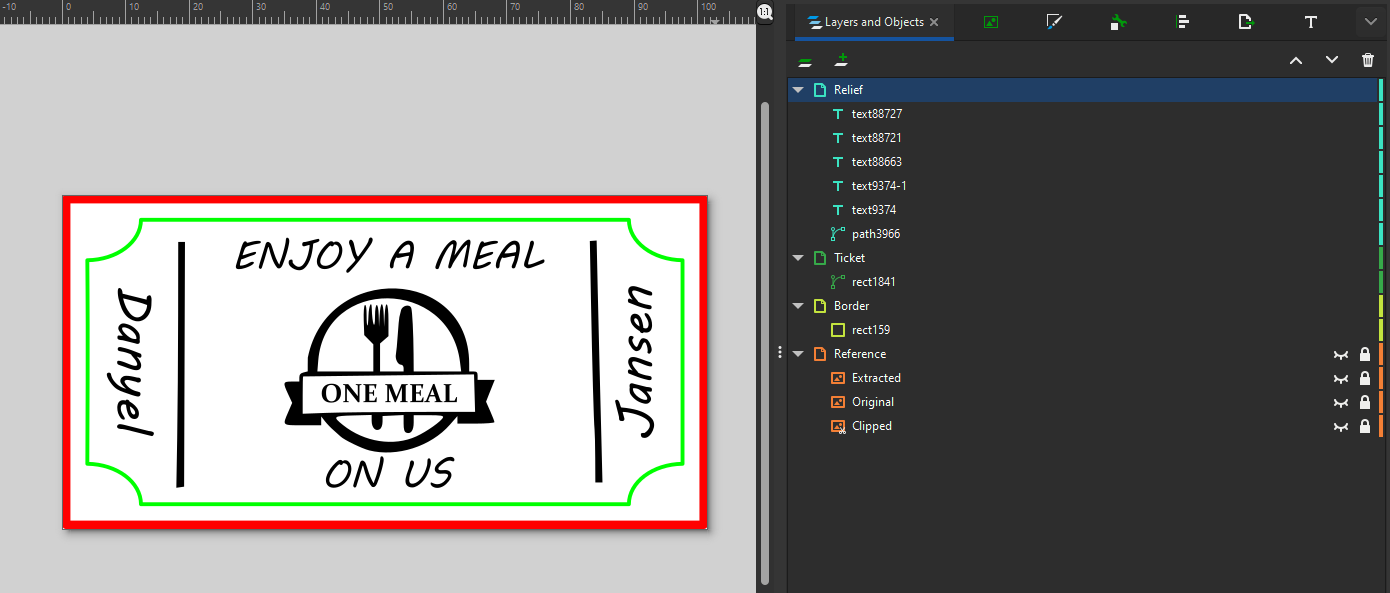 -10 0 10 20 30 40 50 60 70 80 90 100
1:1
Layers and Objects
Relief
text88727
text88721
text88663
text9374-1
text9374
path3966
Ticket
rect1841
Border
rect159
Reference
Extracted
Original
Clipped
ENJOY A MEAL
Danyel
ONE MEAL
Jansen
ON US